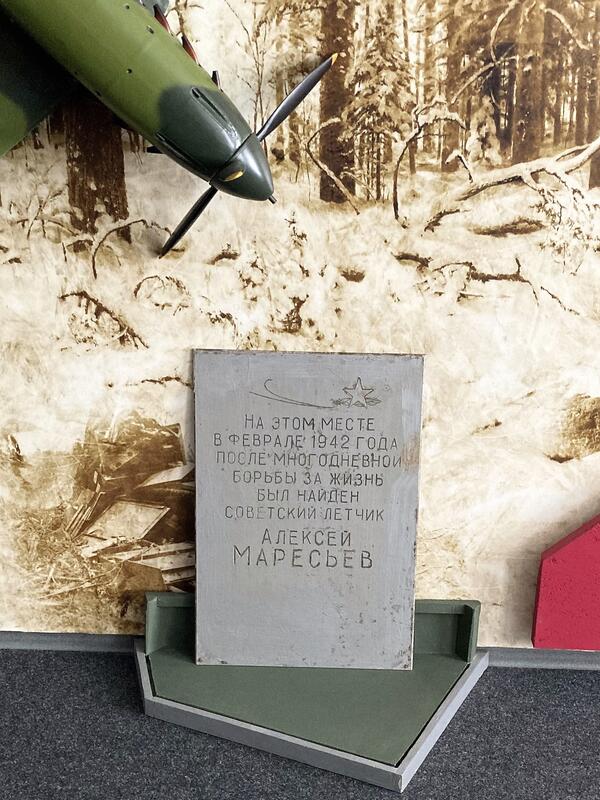 НА ЭТОМ МЕСТЕ
В ФЕВРАЛЕ 1942 ГОДА
ПОСЛЕ МНОГОДНЕВНОЙ
БОРЬБЫ ЗА ЖИЗНЬ
БЫЛ НАЙДЕН
СОВЕТСКИЙ ЛЕТЧИК
АЛЕКСЕЙ
МАРЕСЬЕВ